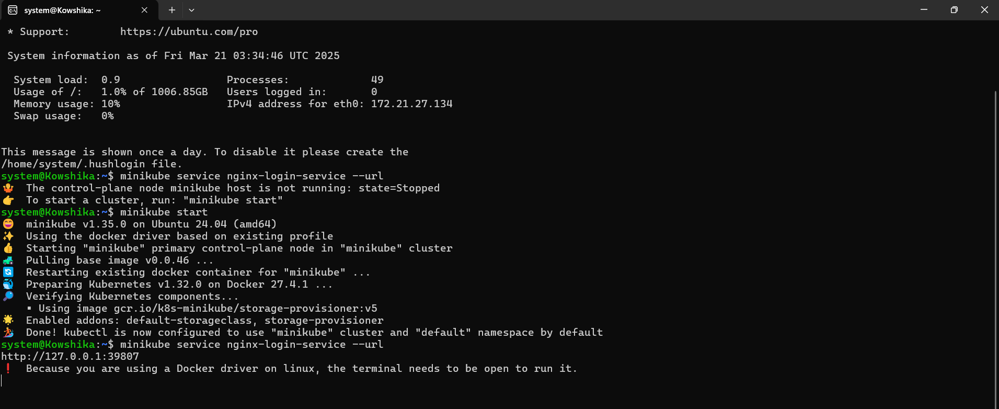 system@Kowshika: ~
* Support:        https://ubuntu.com/pro
System information as of Fri Mar 21 03:34:46 UTC 2025
System load:  0.9                 Processes:             49
Usage of /:   1.0% of 1006.85GB   Users logged in:       0
Memory usage: 10%                 IPv4 address for eth0: 172.21.27.134
Swap usage:   0%
This message is shown once a day. To disable it please create the
/home/system/.hushlogin file.
system@Kowshika:~$ minikube service nginx-login-service --url
🤷  The control-plane node minikube host is not running: state=Stopped
👉  To start a cluster, run: "minikube start"
system@Kowshika:~$ minikube start
😄  minikube v1.35.0 on Ubuntu 24.04 (amd64)
✨  Using the docker driver based on existing profile
👍  Starting "minikube" primary control-plane node in "minikube" cluster
🚜  Pulling base image v0.0.46 ...
🔄  Restarting existing docker container for "minikube" ...
🐳  Preparing Kubernetes v1.32.0 on Docker 27.4.1 ...
🔎  Verifying Kubernetes components...
▪ Using image gcr.io/k8s-minikube/storage-provisioner:v5
🌟  Enabled addons: default-storageclass, storage-provisioner
🏄  Done! kubectl is now configured to use "minikube" cluster and "default" namespace by default
system@Kowshika:~$ minikube service nginx-login-service --url
http://127.0.0.1:39807
❗  Because you are using a Docker driver on linux, the terminal needs to be open to run it.